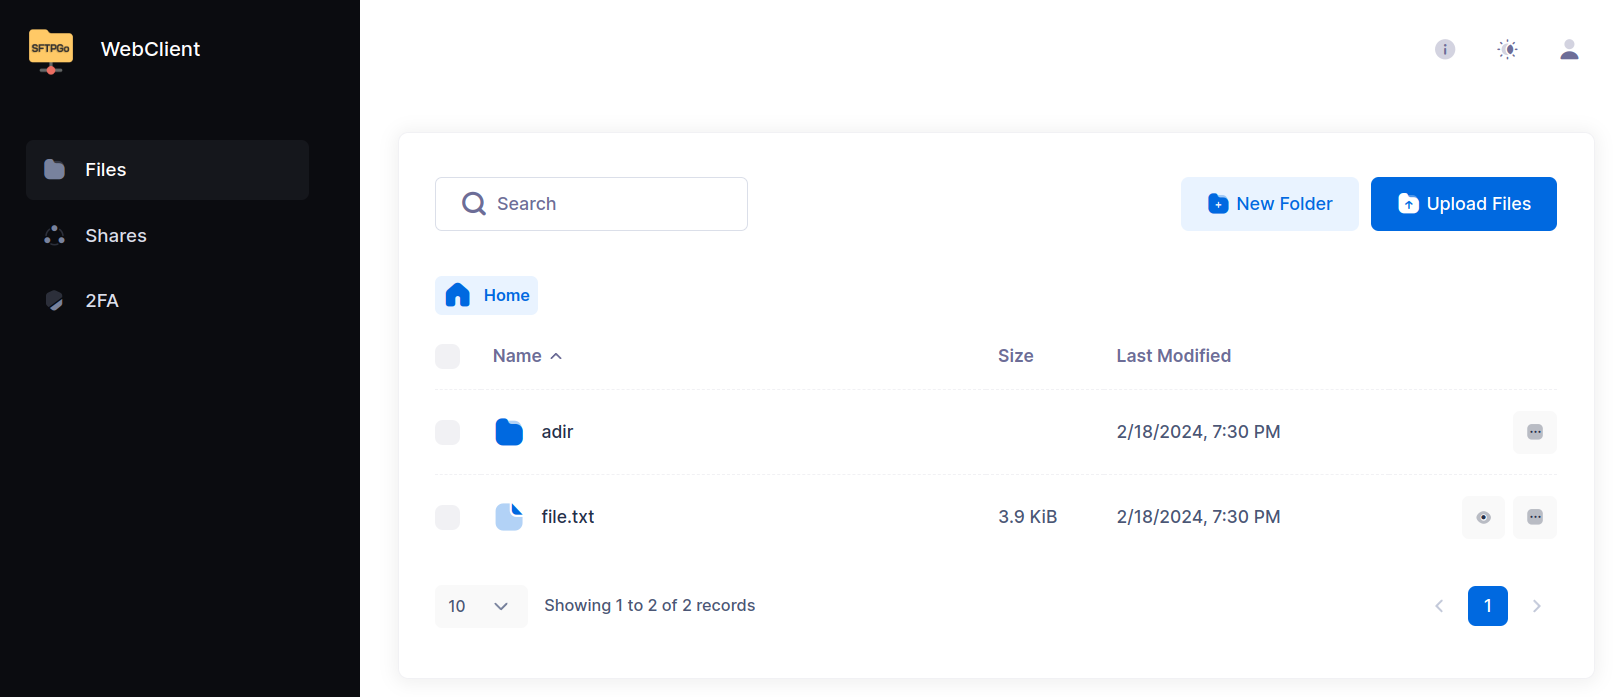 SFTPGo
WebClient
Files
Shares
2FA
Search
New Folder
Upload Files
Home
Name Size Last Modified
adir 2/18/2024, 7:30 PM
file.txt 3.9 KiB 2/18/2024, 7:30 PM
10 Showing 1 to 2 of 2 records 1